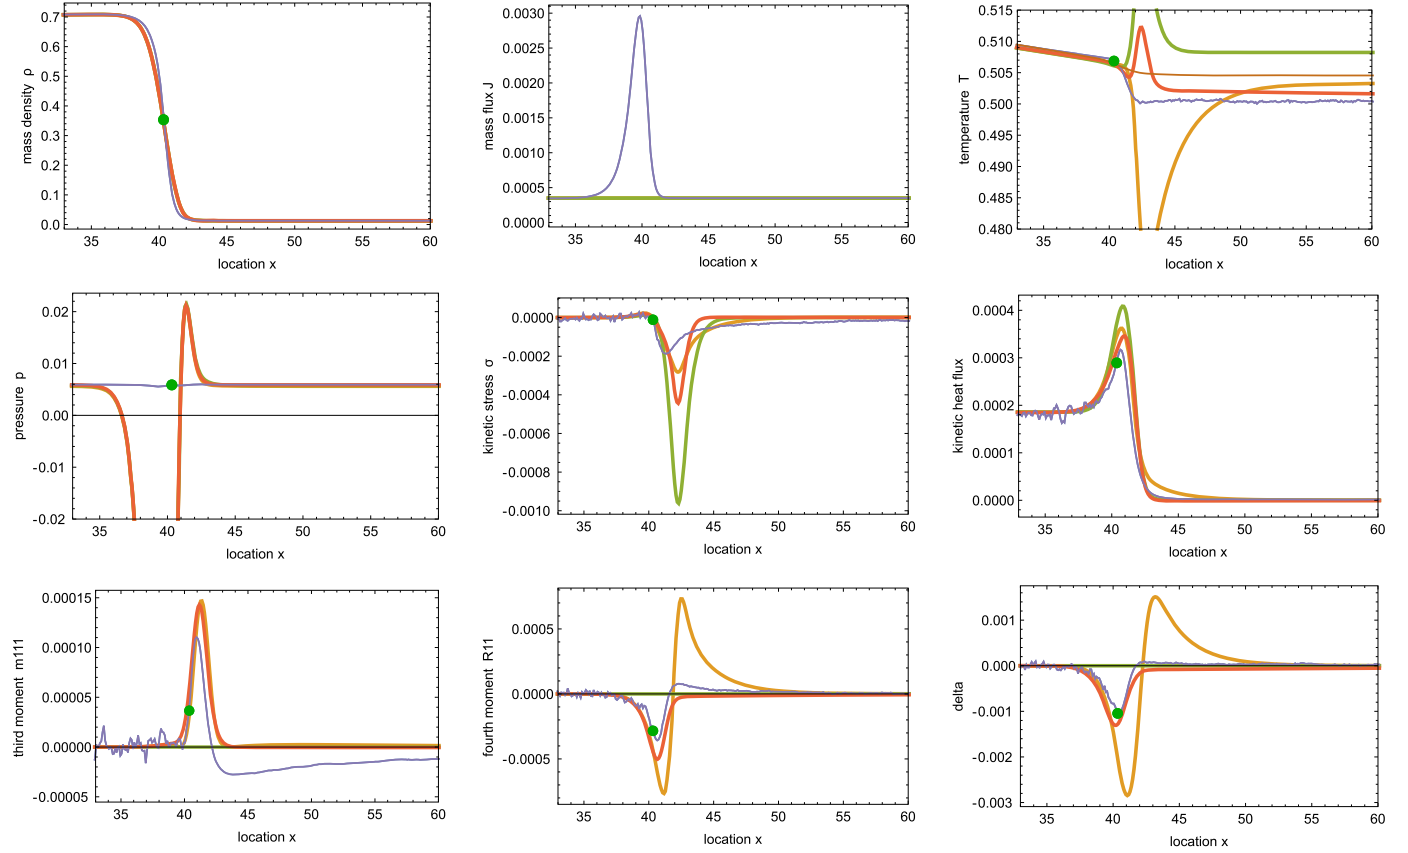 mass density ρ
0.7
0.6
0.5
0.4
0.3
0.2
0.1
0.0
35 40 45 50 55 60
location x
mass flux J
0.0030
0.0025
0.0020
0.0015
0.0010
0.0005
0.0000
35 40 45 50 55 60
location x
temperature T
0.515
0.510
0.505
0.500
0.495
0.490
0.485
0.480
35 40 45 50 55 60
location x
pressure p
0.02
0.01
0.00
-0.01
-0.02
35 40 45 50 55 60
location x
kinetic stress σ
0.0000
-0.0002
-0.0004
-0.0006
-0.0008
-0.0010
35 40 45 50 55 60
location x
kinetic heat flux
0.0004
0.0003
0.0002
0.0001
0.0000
35 40 45 50 55 60
location x
third moment m111
0.00015
0.00010
0.00005
0.00000
-0.00005
35 40 45 50 55 60
location x
fourth moment R11
0.0005
0.0000
-0.0005
35 40 45 50 55 60
location x
delta
0.001
0.000
-0.001
-0.002
-0.003
35 40 45 50 55 60
location x